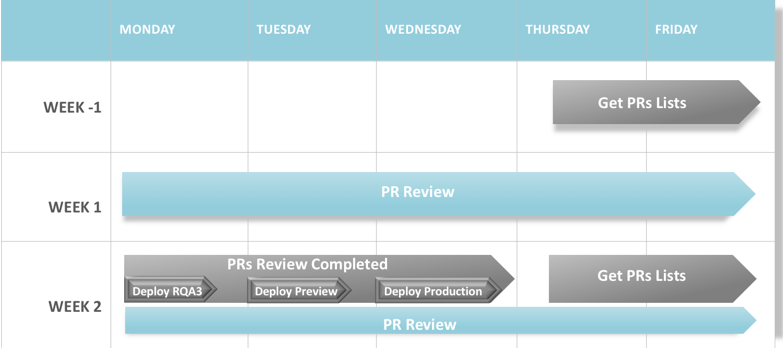 MONDAY TUESDAY WEDNESDAY THURSDAY FRIDAY
WEEK -1
Get PRs Lists
WEEK 1
PR Review
WEEK 2
PRs Review Completed
Deploy RQA3
Deploy Preview
Deploy Production
Get PRs Lists
PR Review